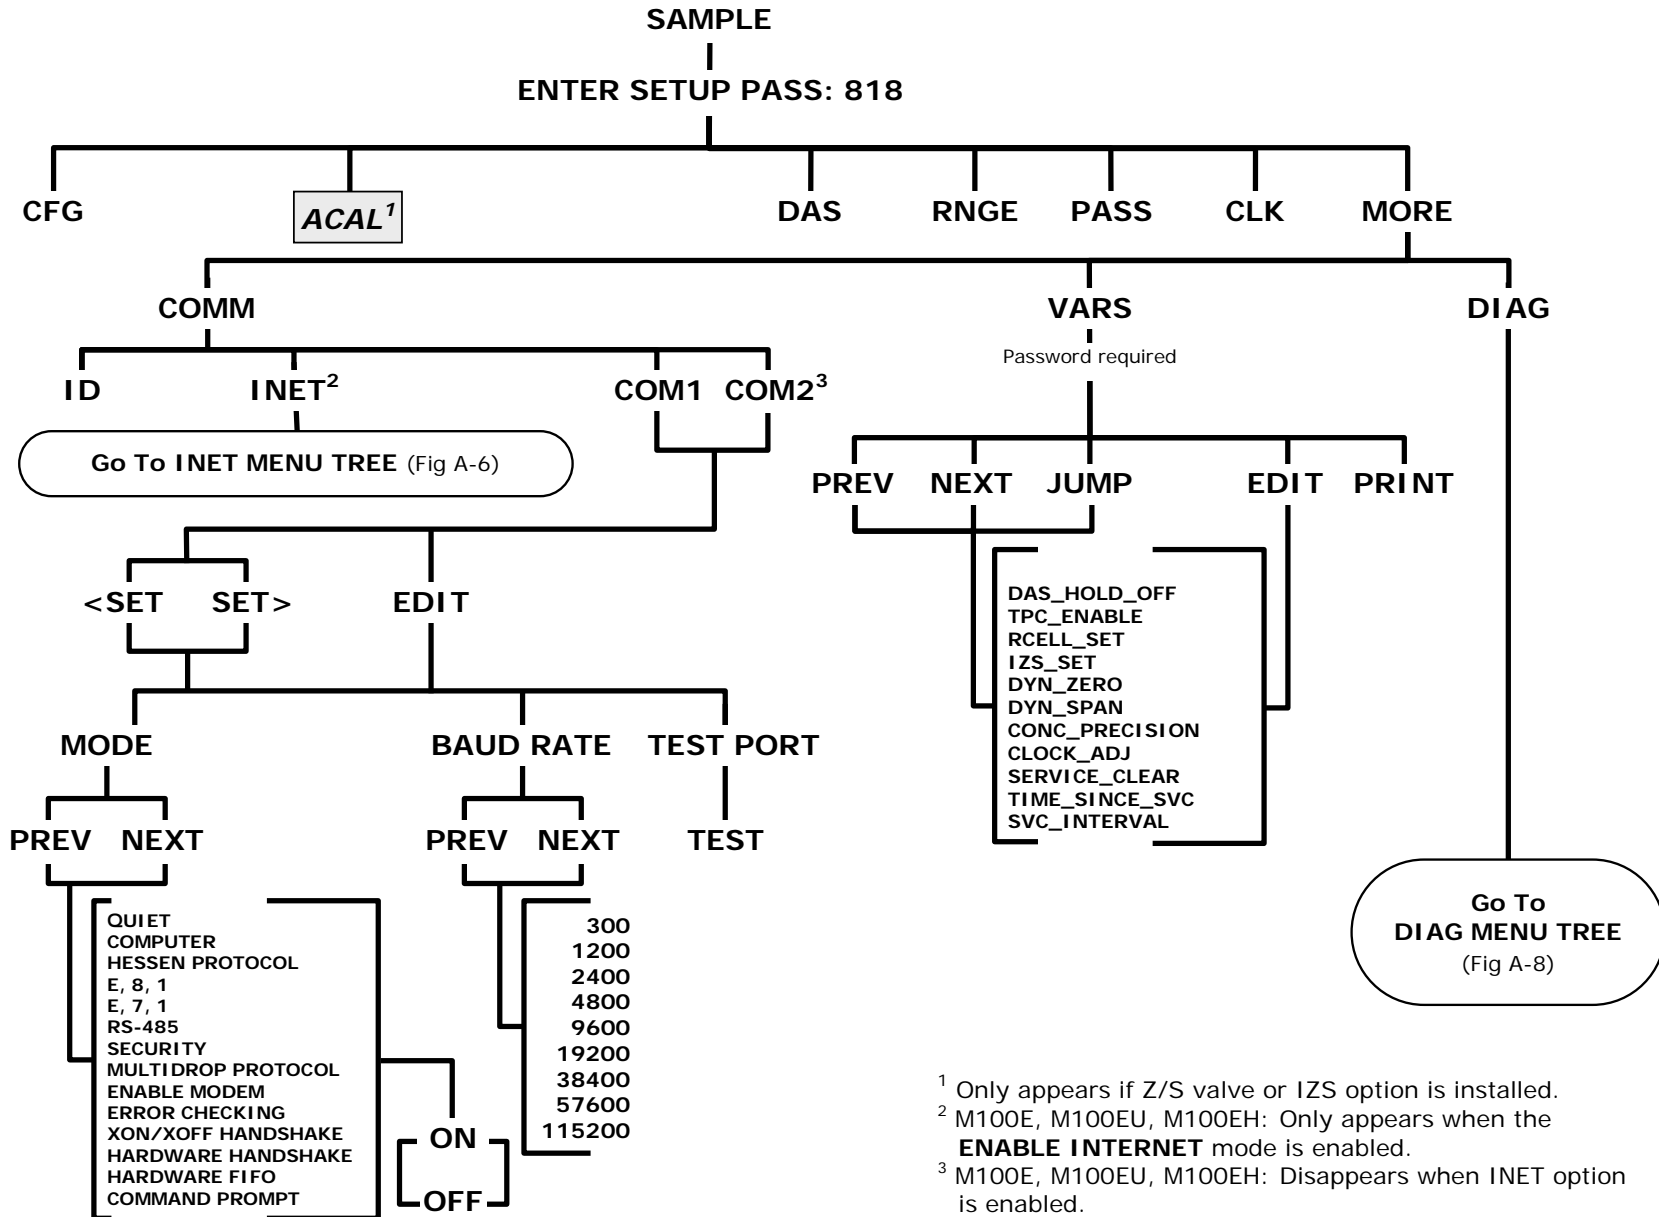 SAMPLE
ENTER SETUP PASS: 818
CFG
ACAL¹
DAS
RNGE
PASS
CLK
MORE
COMM
VARS
DIAG
Password required
ID
INET²
COM1
COM2³
Go To INET MENU TREE (Fig A-6)
PREV
NEXT
JUMP
EDIT
PRINT
<SET
SET>
EDIT
DAS_HOLD_OFF
TPC_ENABLE
RCELL_SET
IZS_SET
DYN_ZERO
DYN_SPAN
CONC_PRECISION
CLOCK_ADJ
SERVICE_CLEAR
TIME_SINCE_SVC
SVC_INTERVAL
MODE
BAUD RATE
TEST PORT
PREV
NEXT
PREV
NEXT
TEST
QUIET
COMPUTER
HESSEN PROTOCOL
E, 8, 1
E, 7, 1
RS-485
SECURITY
MULTIDROP PROTOCOL
ENABLE MODEM
ERROR CHECKING
XON/XOFF HANDSHAKE
HARDWARE HANDSHAKE
HARDWARE FIFO
COMMAND PROMPT
ON
OFF
300
1200
2400
4800
9600
19200
38400
57600
115200
Go To
DIAG MENU TREE
(Fig A-8)
¹ Only appears if Z/S valve or IZS option is installed.
² M100E, M100EU, M100EH: Only appears when the
ENABLE INTERNET mode is enabled.
³ M100E, M100EU, M100EH: Disappears when INET option
is enabled.